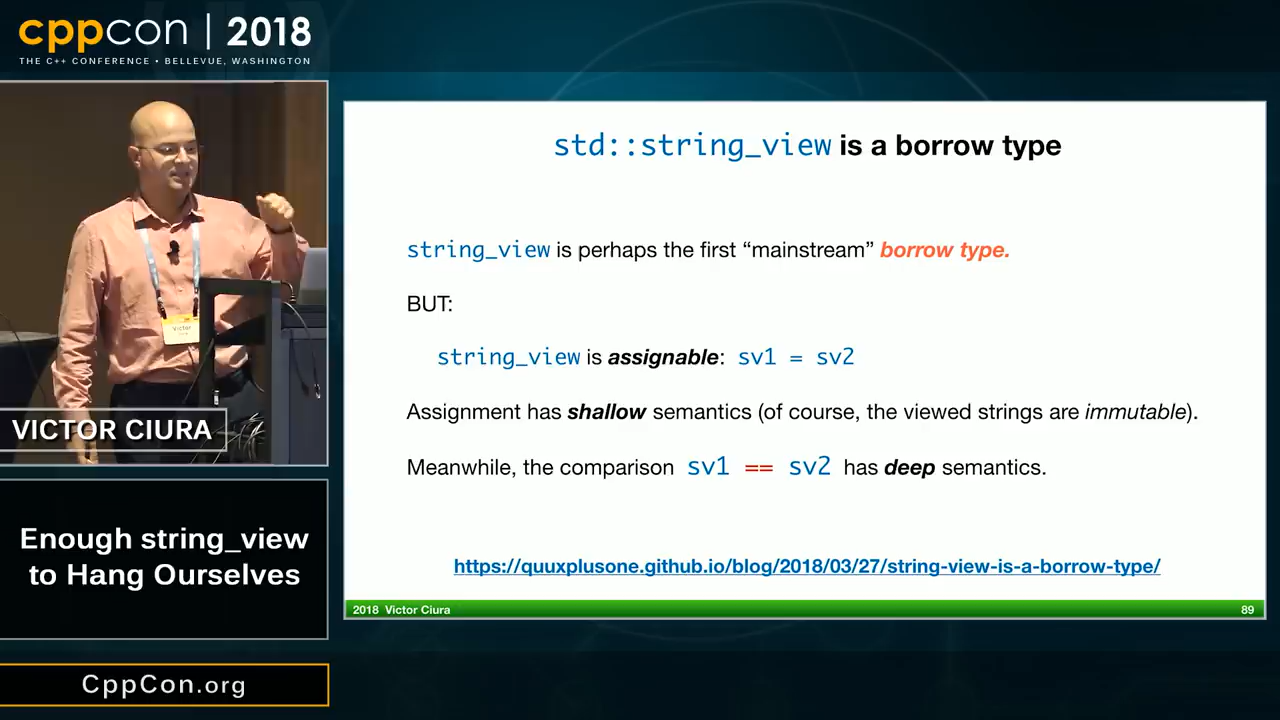 cppcon | 2018
THE C++ CONFERENCE • BELLEVUE, WASHINGTON
Victor
VICTOR CIURA
Enough string_view
to Hang Ourselves
CppCon.org
std::string_view is a borrow type
string_view is perhaps the first “mainstream” borrow type.
BUT:
string_view is assignable: sv1 = sv2
Assignment has shallow semantics (of course, the viewed strings are immutable).
Meanwhile, the comparison sv1 == sv2 has deep semantics.
https://quuxplusone.github.io/blog/2018/03/27/string-view-is-a-borrow-type/
2018 Victor Ciura
89